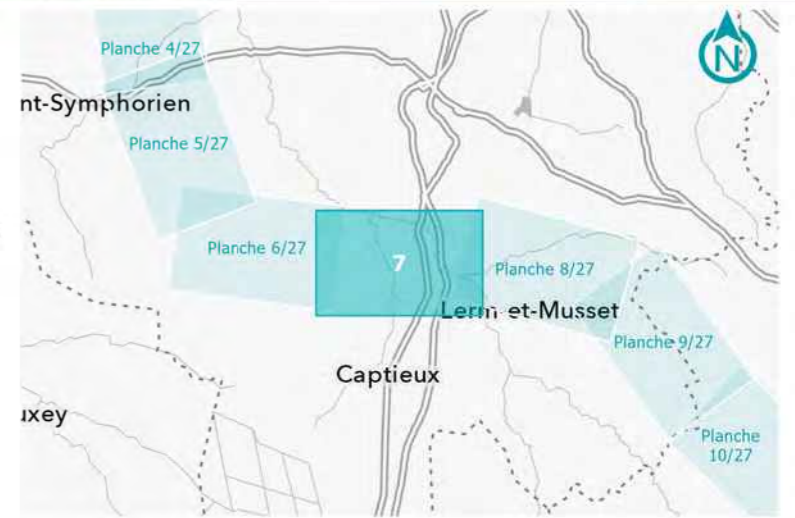 Planche 4/27
N
nt-Symphorien
Planche 5/27
Planche 6/27
7
Planche 8/27
Lerm-et-Musset
Planche 9/27
Captieux
uxey
Planche
10/27